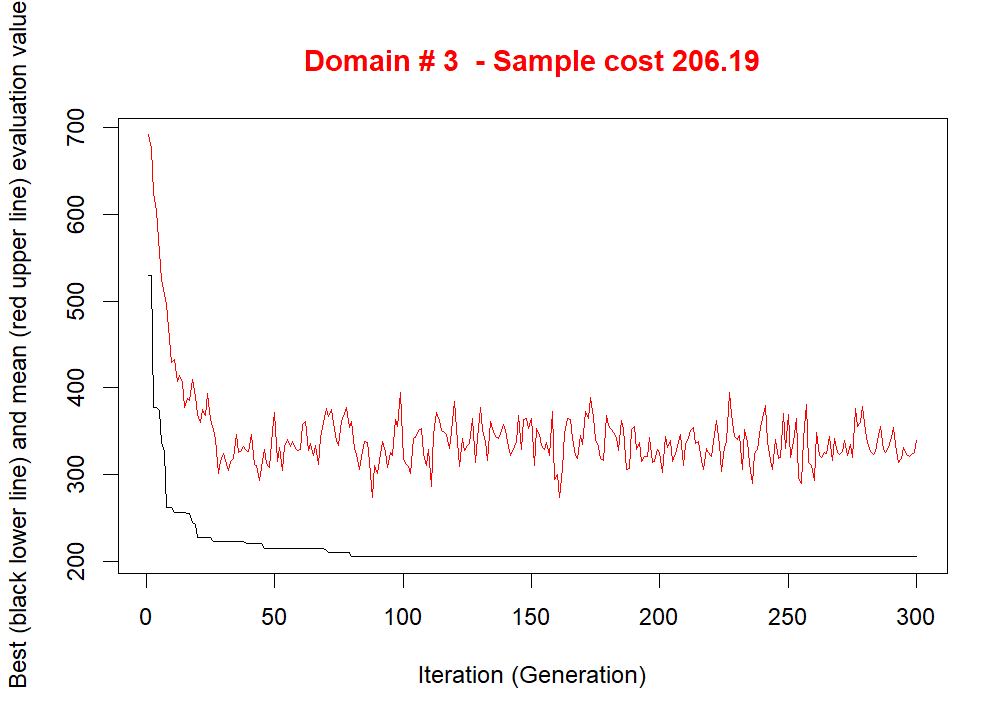 Domain # 3  - Sample cost 206.19
Best (black lower line) and mean (red upper line) evaluation value
700
600
500
400
300
200
0 50 100 150 200 250 300
Iteration (Generation)